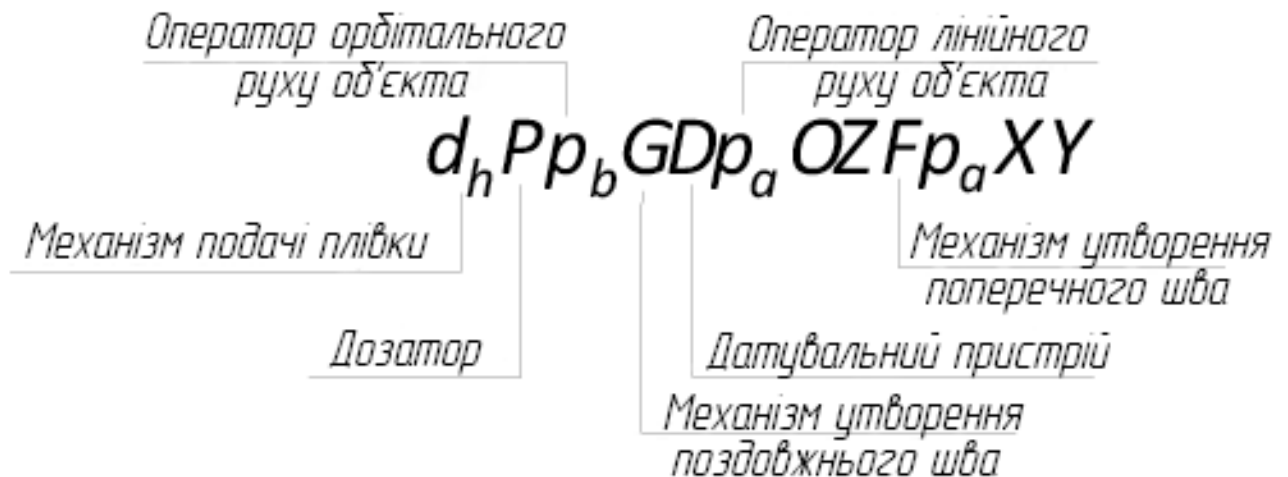 Оператор орбітального
руху об'єкта
Оператор лінійного
руху об'єкта
dhPpbGDpaOZFpaXY
Механізм подачі плівки
Механізм утворення
поперечного шва
Дозатор
Датувальний пристрій
Механізм утворення
поздовжнього шва